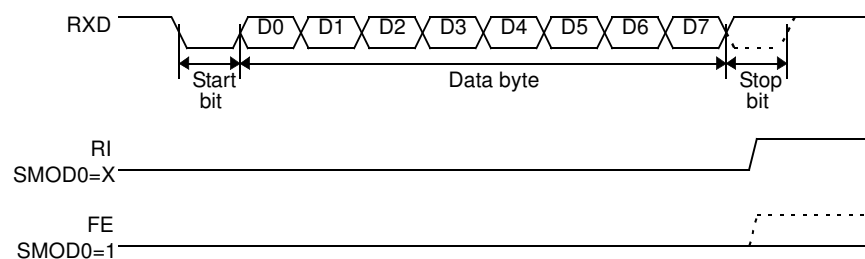 RXD D0 D1 D2 D3 D4 D5 D6 D7
Start bit
Data byte
Stop bit
RI
SMOD0=X
FE
SMOD0=1